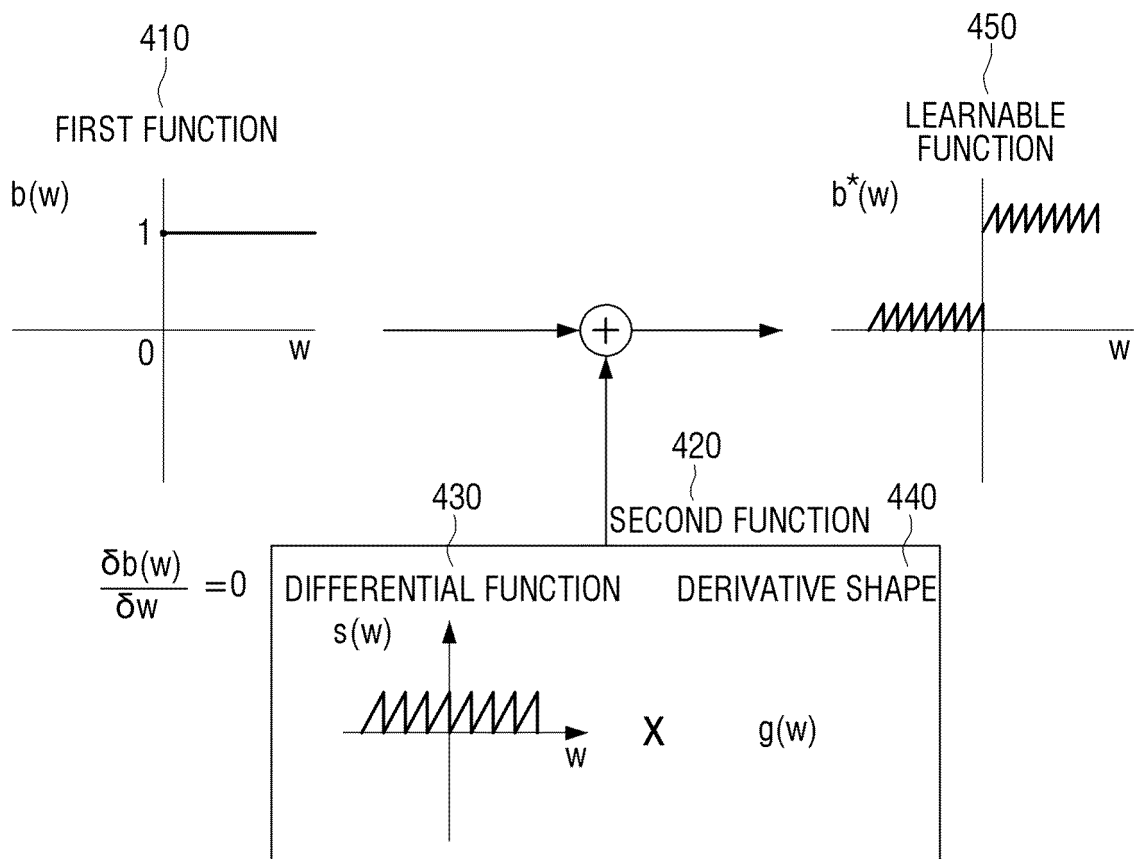 410
FIRST FUNCTION
b(w)
1
0
w
450
LEARNABLE
FUNCTION
b*(w)
w
+
420
SECOND FUNCTION
430
440
δb(w)
δw
=0
DIFFERENTIAL FUNCTION
DERIVATIVE SHAPE
s(w)
w
X
g(w)